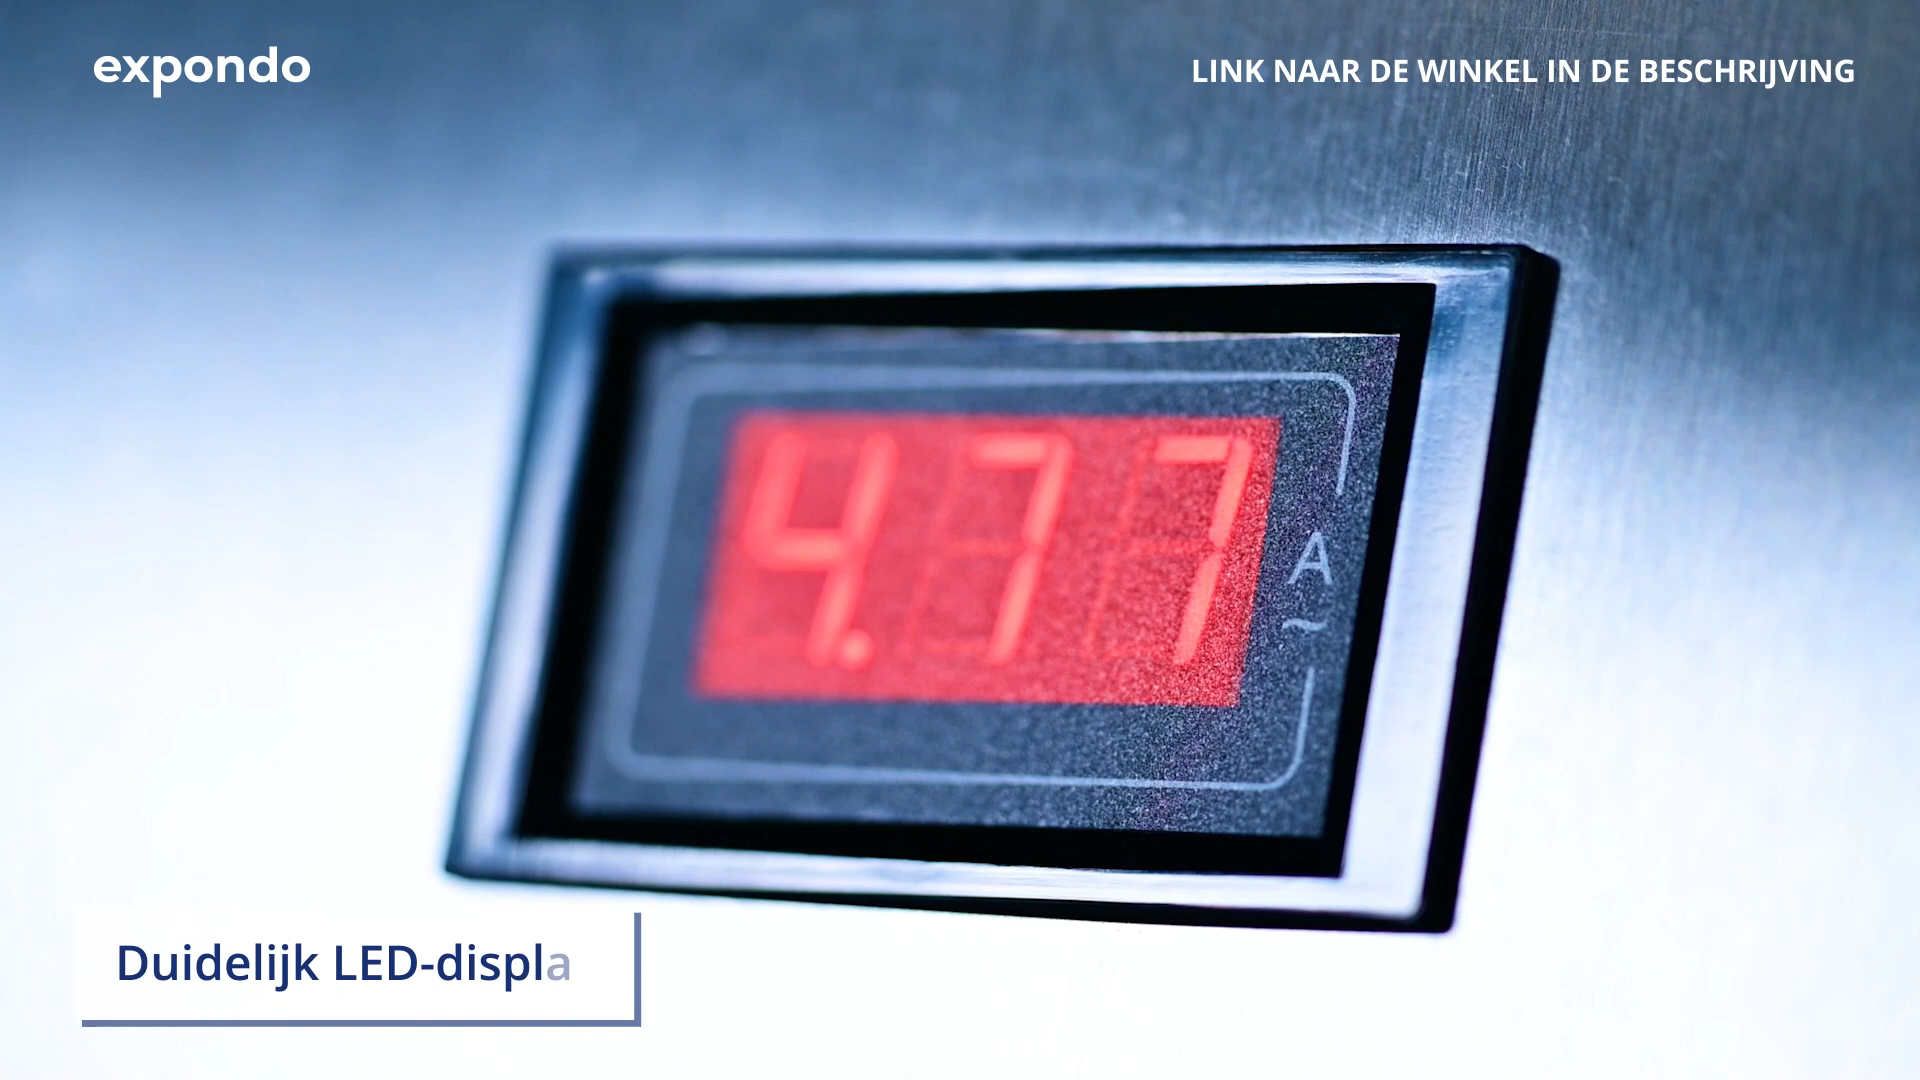 expondo
LINK NAAR DE WINKEL IN DE BESCHRIJVING
4.77
A
~
Duidelijk LED-displa